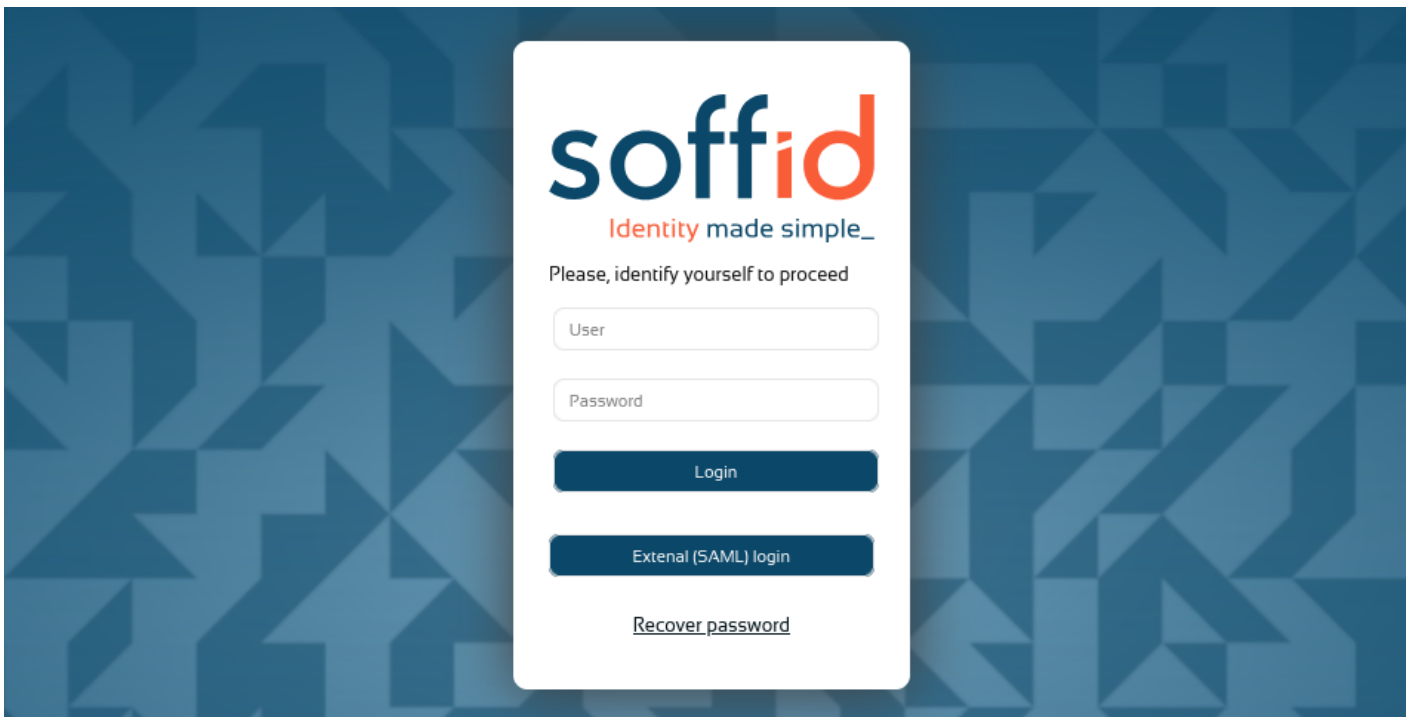 soffid
Identity made simple_
Please, identify yourself to proceed
User
Password
Login
Extenal (SAML) login
Recover password